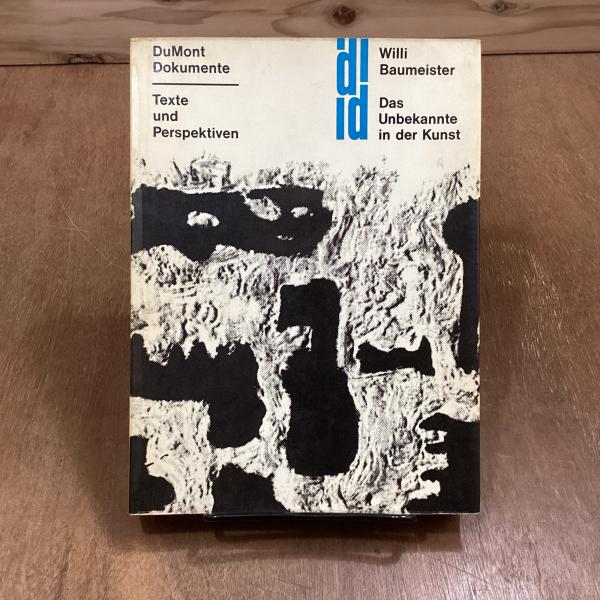 DuMont
Dokumente
Texte
und
Perspektiven
Willi
Baumeister
Das
Unbekannte
in der Kunst